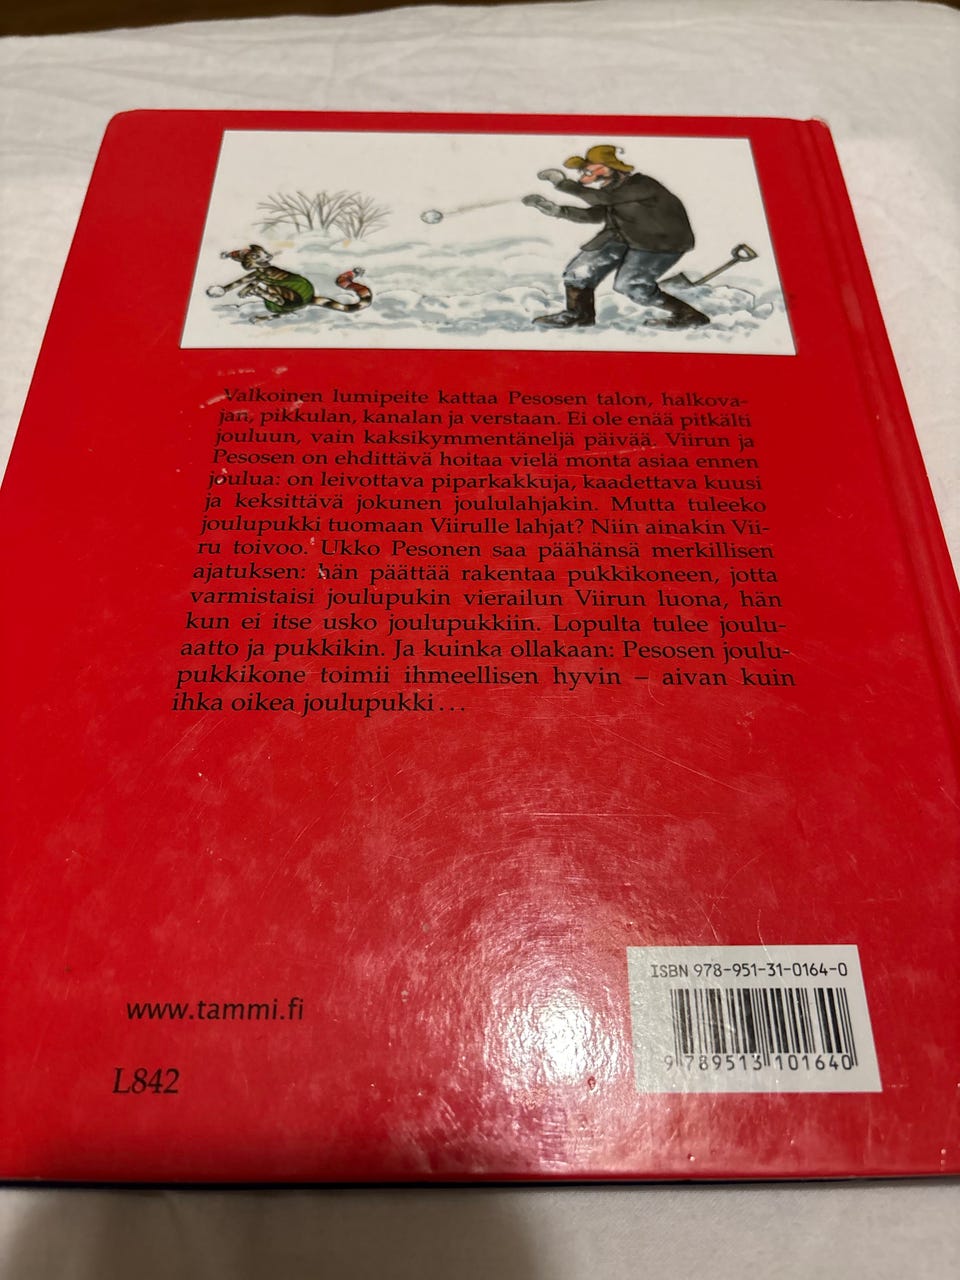 Valkoinen lumipeite kattaa Pesosen talon, halkova-
jan, pikkulan, kanalan ja verstaan. Ei ole enää pitkälti
jouluun, vain kaksikymmentäneljä päivää. Viirun ja
Pesosen on ehdittävä hoitaa vielä monta asiaa ennen
joulua: on leivottava piparkakkuja, kaadettava kuusi
ja keksittävä jokunen joululahjakin. Mutta tuleeko
joulupukki tuomaan Viirulle lahjat? Niin ainakin Vii-
ru toivoo. Ukko Pesonen saa päähänsä merkillisen
ajatuksen: hän päättää rakentaa pukkikoneen, jotta
varmistaisi joulupukin vierailun Viirun luona, hän
kun ei itse usko joulupukkiin. Lopulta tulee joulu-
aatto ja pukkikin. Ja kuinka ollakaan: Pesosen joulu-
pukkikone toimii ihmeellisen hyvin – aivan kuin
ihka oikea joulupukki...
ISBN 978-951-31-0164-0
www.tammi.fi
9 789513 101640
L842